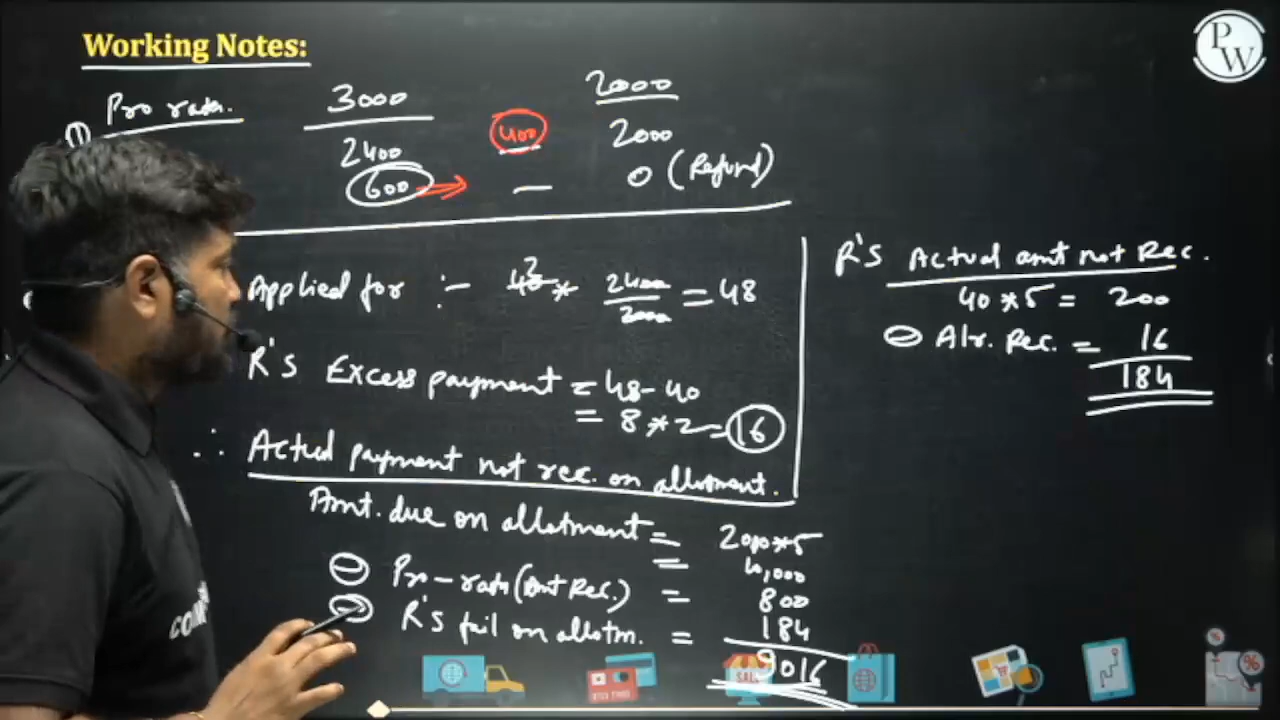 Working Notes:
PW
① Pro rata. 3000 2000
2400 400 2000
600 → — 0 (Refund)
Applied for :- 40 * 2400/2000 = 48
R's Excess payment = 48-40
= 8*2 = 16
∴ Actual payment not rec. on allotment.
Amt. due on allotment = 2000*5
= 10,000
⊖ Pro-rata (Amt Rec.) = 800
⊖ R's fail on allotm. = 184
9016
R's Actual amt not Rec.
40*5 = 200
⊖ Alr. Rec. = 16
184
SALE